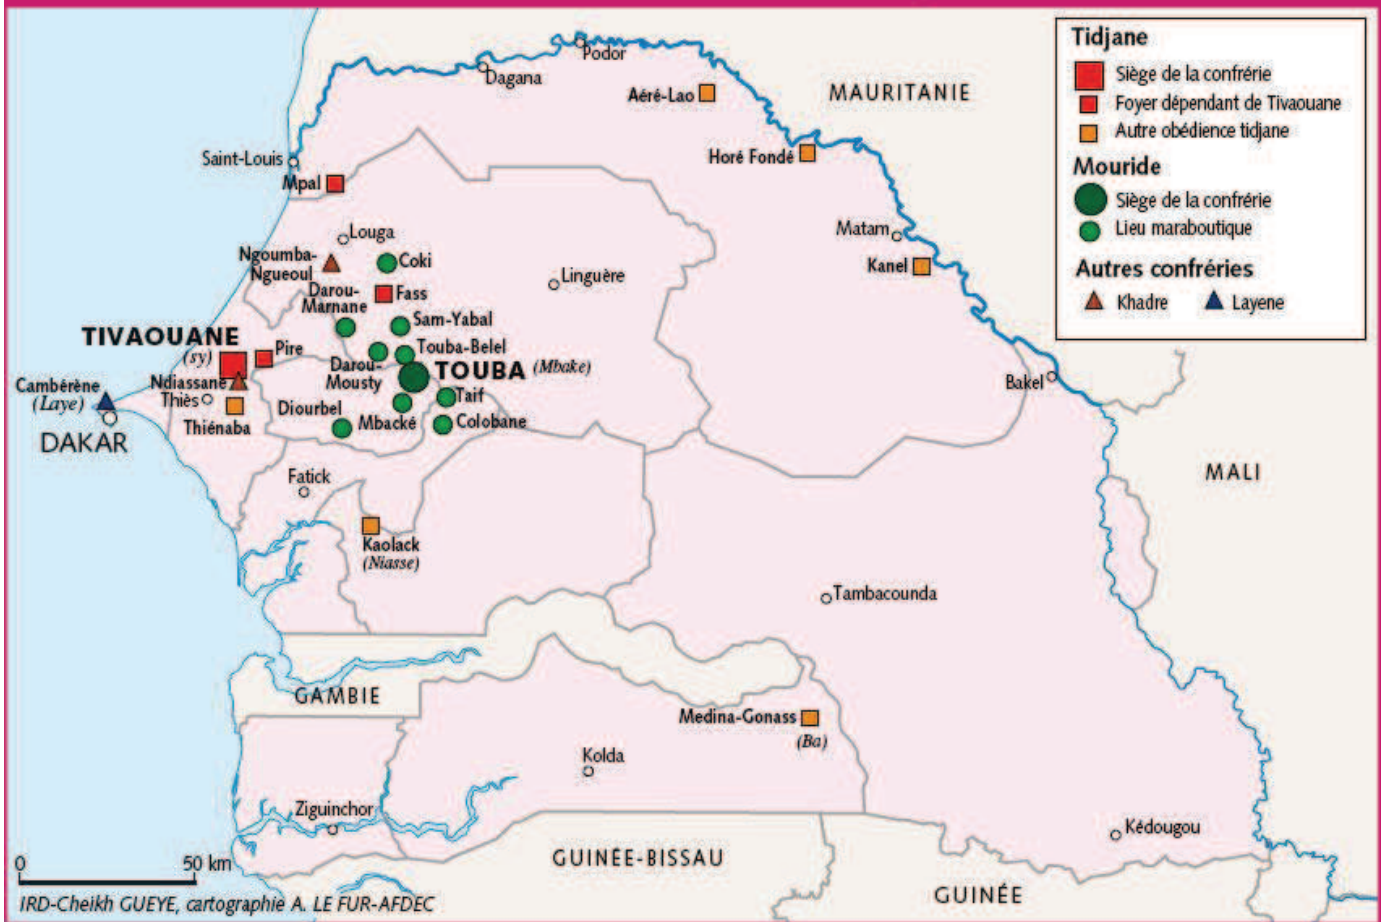 Podor
Dagana
Aéré-Lao
MAURITANIE
Tidjane
Siège de la confrérie
Foyer dépendant de Tivaouane
Autre obédience tidjane
Mouride
Siège de la confrérie
Lieu maraboutique
Autres confréries
Khadre
Layene
Saint-Louis
Horé Fondé
Mpal
Louga
Matam
Ngoumba-
Ngueoul
Coki
Kanel
Linguère
Darou-
Marnane
Fass
Sam-Yabal
TIVAOUANE
(sy)
Pire
Touba-Belel
Darou-
Mousty
TOUBA (Mbake)
Cambérène
(Laye)
Ndiassane
Thiès
Taif
Bakel
DAKAR
Thiénaba
Diourbel
Mbacké
Colobane
MALI
Fatick
Kaolack
(Niasse)
Tambacounda
GAMBIE
Medina-Gonass
(Ba)
Kolda
Ziguinchor
Kédougou
GUINÉE-BISSAU
GUINÉE
0 50 km
IRD-Cheikh GUEYE, cartographie A. LE FUR-AFDEC